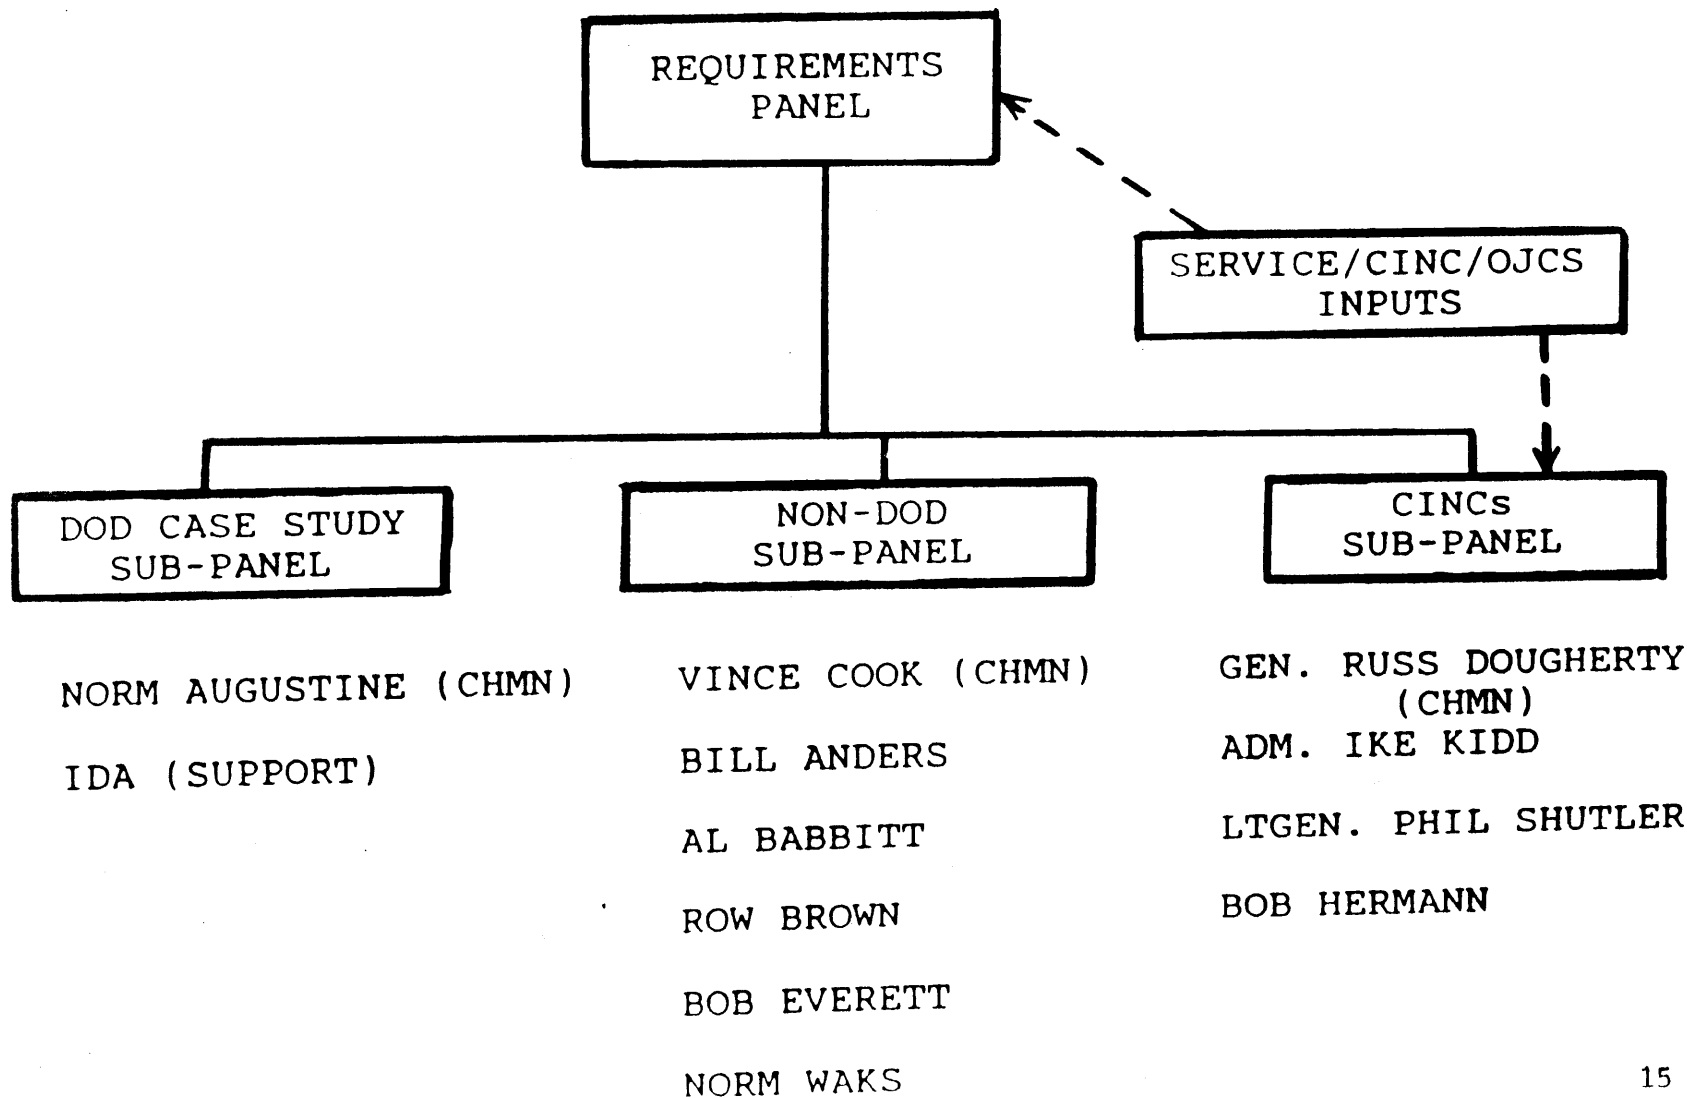 REQUIREMENTS
PANEL
SERVICE/CINC/OJCS
INPUTS
DOD CASE STUDY
SUB-PANEL
NON-DOD
SUB-PANEL
CINCs
SUB-PANEL
NORM AUGUSTINE (CHMN)
IDA (SUPPORT)
VINCE COOK (CHMN)
BILL ANDERS
AL BABBITT
ROW BROWN
BOB EVERETT
NORM WAKS
GEN. RUSS DOUGHERTY
(CHMN)
ADM. IKE KIDD
LTGEN. PHIL SHUTLER
BOB HERMANN
15